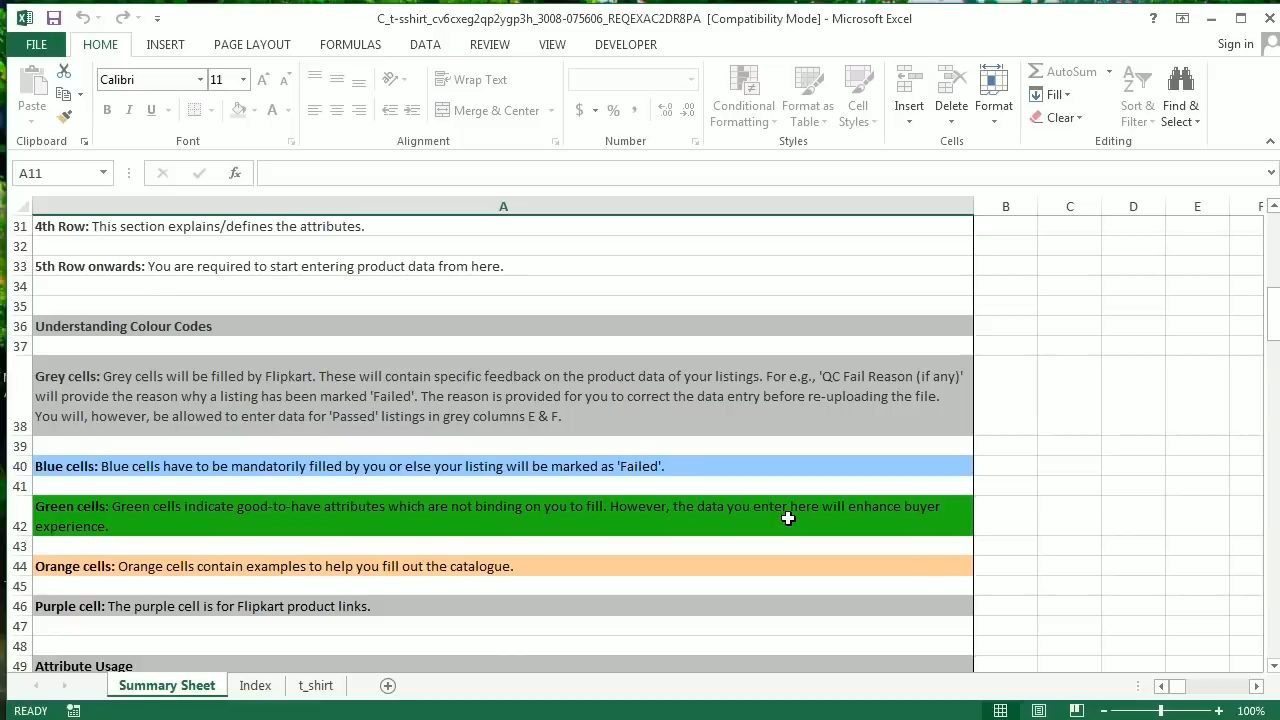 C_t-sshirt_cv6zeg23p2ygp3h_3008-075606_REQEXAC2DR8PA [Compatibility Mode] - Microsoft Excel
FILE HOME INSERT PAGE LAYOUT FORMULAS DATA REVIEW VIEW DEVELOPER Sign in
Calibri 11 Wrap Text AutoSum
Paste B I U A Merge & Center $ % Conditional Formatting Format as Table Cell Styles Insert Delete Format Fill Clear Sort & Filter Find & Select
Clipboard Font Alignment Number Styles Cells Editing
A11 fx
A B C D E F
31 4th Row: This section explains/defines the attributes.
32
33 5th Row onwards: You are required to start entering product data from here.
34
35
36 Understanding Colour Codes
37
Grey cells: Grey cells will be filled by Flipkart. These will contain specific feedback on the product data of your listings. For e.g., 'QC Fail Reason (if any)'
will provide the reason why a listing has been marked 'Failed'. The reason is provided for you to correct the data entry before re-uploading the file.
38 You will, however, be allowed to enter data for 'Passed' listings in grey columns E & F.
39
40 Blue cells: Blue cells have to be mandatorily filled by you or else your listing will be marked as 'Failed'.
41
Green cells: Green cells indicate good-to-have attributes which are not binding on you to fill. However, the data you enter here will enhance buyer
42 experience.
43
44 Orange cells: Orange cells contain examples to help you fill out the catalogue.
45
46 Purple cell: The purple cell is for Flipkart product links.
47
48
49 Attribute Usage
Summary Sheet Index t_shirt
READY 100%